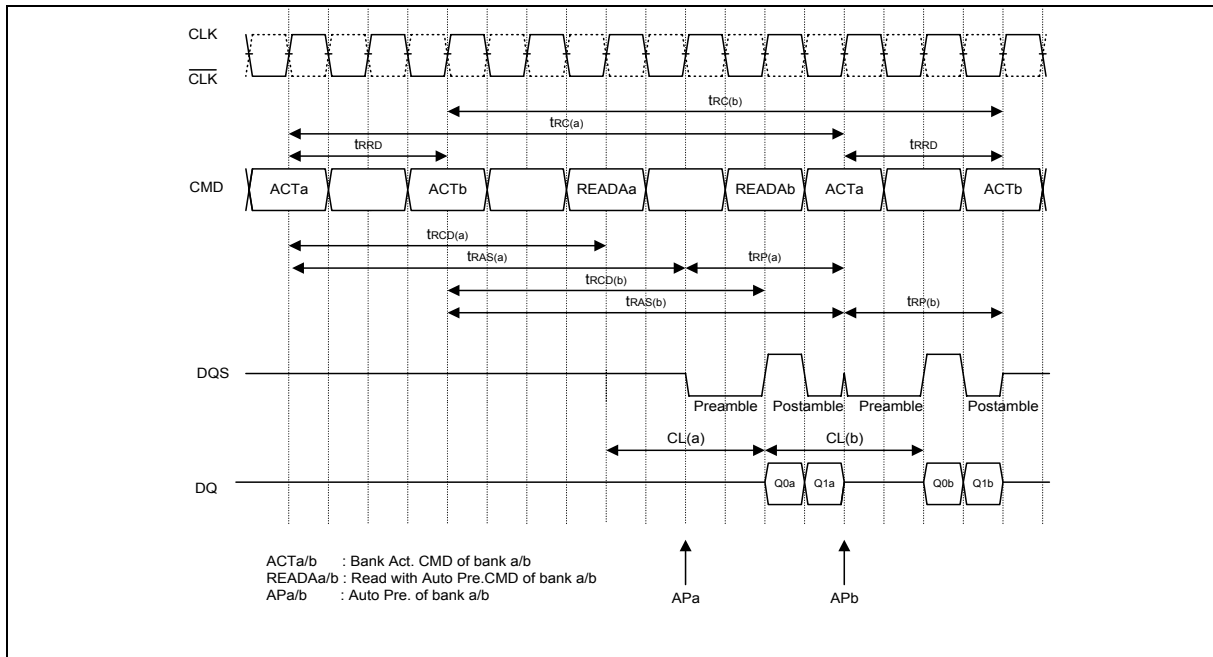 CLK
CLK
tRC(b)
tRC(a)
tRRD tRRD
CMD ACTa ACTb READAa READAb ACTa ACTb
tRCD(a)
tRAS(a) tRP(a)
tRCD(b)
tRAS(b) tRP(b)
DQS
Preamble Postamble Preamble Postamble
CL(a) CL(b)
DQ Q0a Q1a Q0b Q1b
ACTa/b : Bank Act. CMD of bank a/b
READAa/b : Read with Auto Pre.CMD of bank a/b
APa/b : Auto Pre. of bank a/b
APa APb